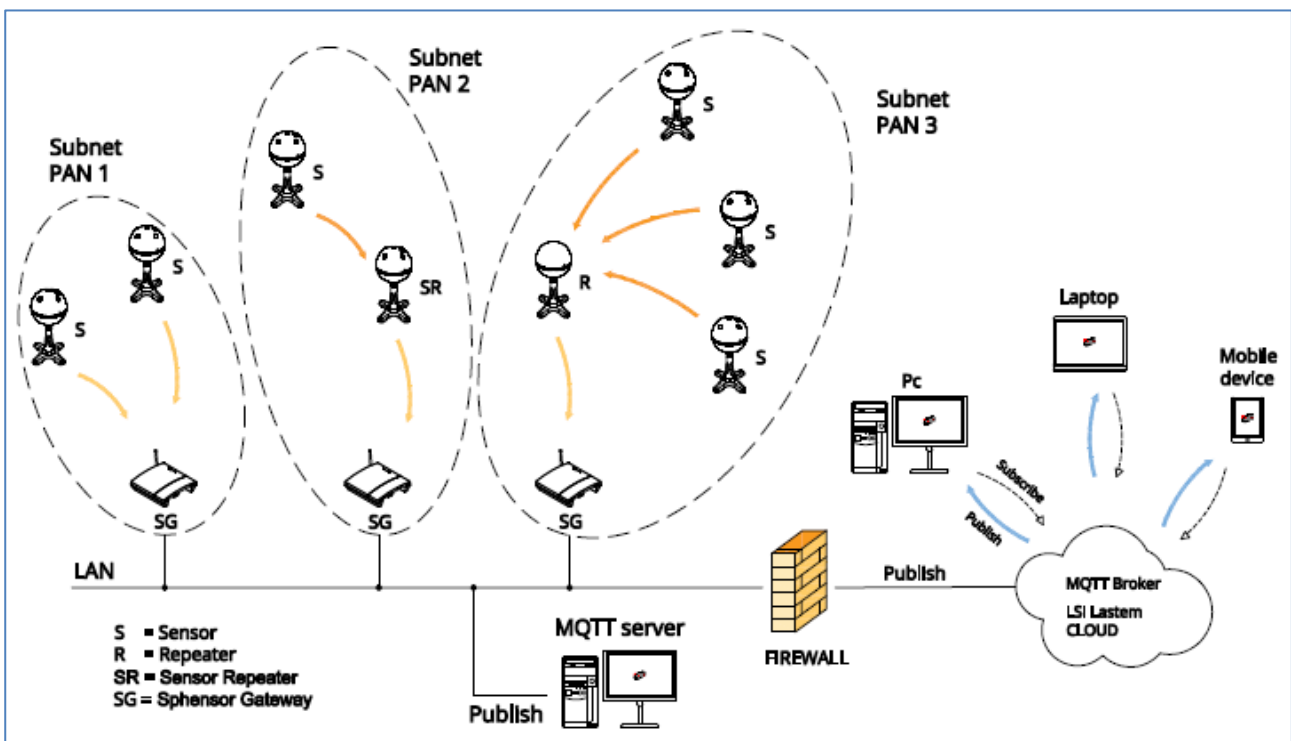 Subnet
PAN 1
Subnet
PAN 2
Subnet
PAN 3
S
S
S
SR
S
S
S
R
SG
SG
SG
LAN
S = Sensor
R = Repeater
SR = Sensor Repeater
SG = Sphensor Gateway
MQTT server
Publish
FIREWALL
Publish
Pc
Laptop
Mobile
device
Subscribe
Publish
MQTT Broker
LSI Lastem
CLOUD